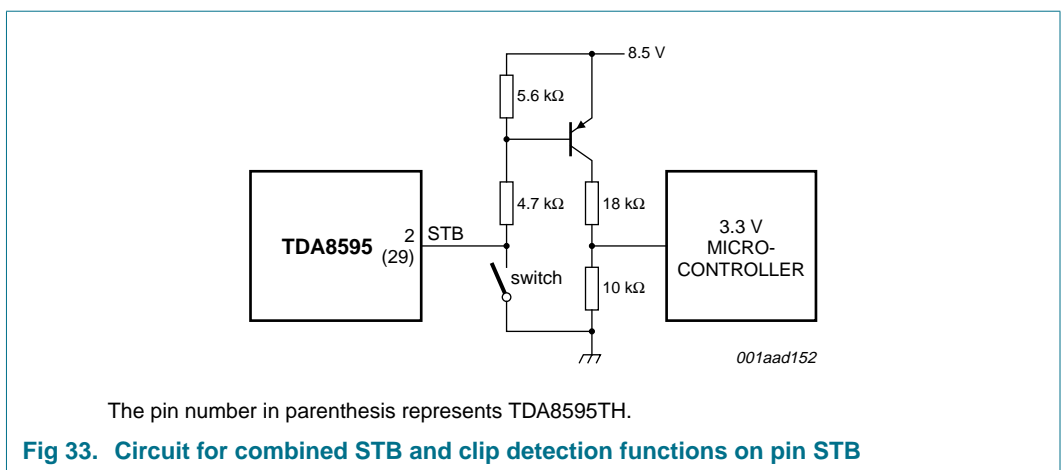 8.5 V
5.6 kΩ
4.7 kΩ
18 kΩ
TDA8595
2
(29)
STB
3.3 V
MICRO-
CONTROLLER
switch
10 kΩ
001aad152
The pin number in parenthesis represents TDA8595TH.
Fig 33. Circuit for combined STB and clip detection functions on pin STB